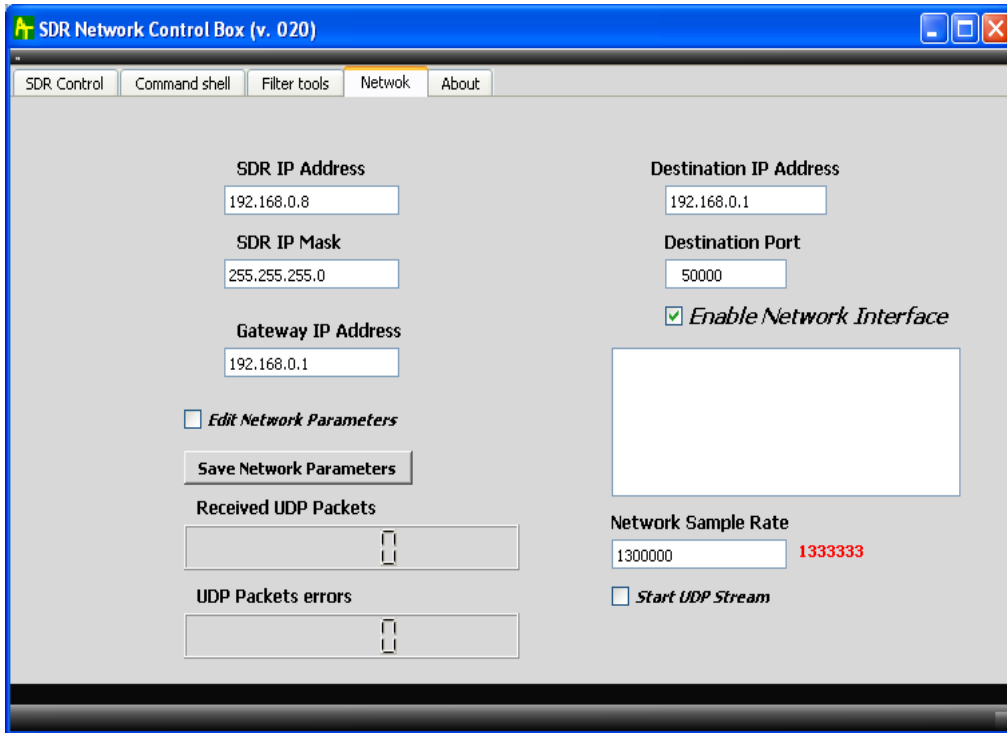 SDR Network Control Box (v. 020)
SDR Control
Command shell
Filter tools
Netwok
About
SDR IP Address
192.168.0.8
SDR IP Mask
255.255.255.0
Gateway IP Address
192.168.0.1
Edit Network Parameters
Save Network Parameters
Received UDP Packets
0
UDP Packets errors
0
Destination IP Address
192.168.0.1
Destination Port
50000
Enable Network Interface
Network Sample Rate
1300000 1333333
Start UDP Stream